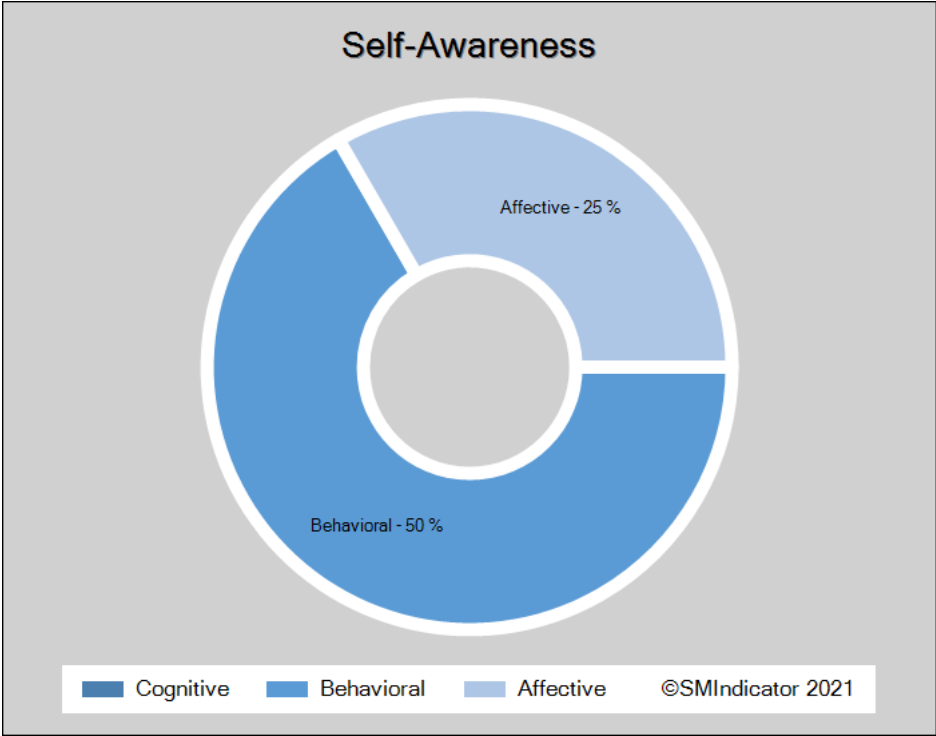 Self-Awareness
Affective - 25 %
Behavioral - 50 %
Cognitive Behavioral Affective ©SMIndicator 2021